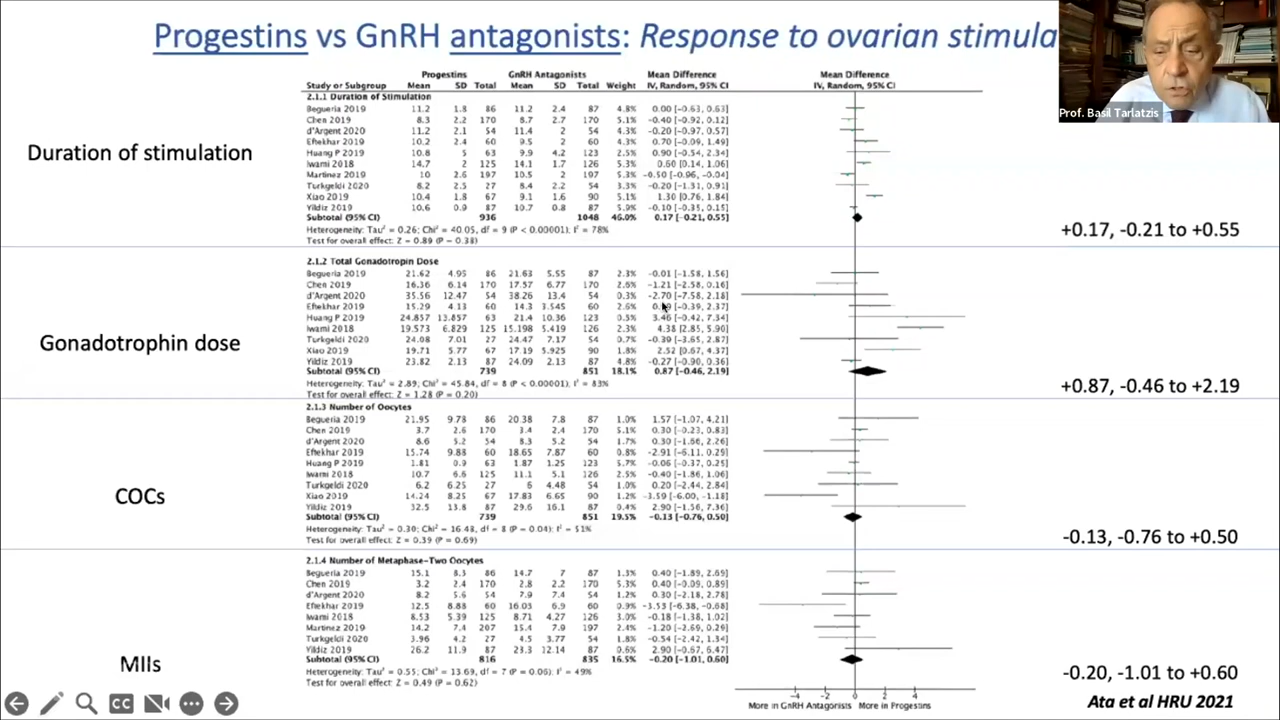 Progestins vs GnRH antagonists: Response to ovarian stimula
Prof. Basil Tarlatzis
Progestins GnRH Antagonists Mean Difference Mean Difference
Study or Subgroup Mean SD Total Mean SD Total Weight IV, Random, 95% CI IV, Random, 95% CI
Duration of stimulation
2.1.1 Duration of Stimulation
Begueria 2019 11.2 1.8 86 11.2 2.4 87 4.8% 0.00 [-0.63, 0.63]
Chen 2019 8.3 2.2 170 8.7 2.7 170 5.1% -0.40 [-0.92, 0.12]
d'Argent 2020 11.2 2.1 54 11.4 2 54 4.3% -0.20 [-0.97, 0.57]
Eftekhar 2019 10.2 2.4 60 9.5 2 60 4.2% 0.70 [-0.09, 1.49]
Huang P 2019 10.8 5 63 9.9 4.2 123 2.5% 0.90 [-0.54, 2.34]
Iwami 2018 14.7 2 125 14.1 1.7 126 5.3% 0.60 [0.14, 1.06]
Martinez 2019 10 2.6 197 10.5 2 197 5.3% -0.50 [-0.96, -0.04]
Turkgeldi 2020 8.2 2.5 27 8.4 2.2 54 3.3% -0.20 [-1.31, 0.91]
Xiao 2019 10.4 1.8 67 9.1 1.6 90 5.1% 1.30 [0.76, 1.84]
Yildiz 2019 10.6 0.9 87 10.7 0.8 87 5.9% -0.10 [-0.35, 0.15]
Subtotal (95% CI) 936 1048 46.0% 0.17 [-0.21, 0.55]
Heterogeneity: Tau² = 0.26; Chi² = 40.05, df = 9 (P < 0.00001); I² = 78%
Test for overall effect: Z = 0.89 (P = 0.38)
+0.17, -0.21 to +0.55
Gonadotrophin dose
2.1.2 Total Gonadotropin Dose
Begueria 2019 21.62 4.95 86 21.63 5.55 87 2.3% -0.01 [-1.58, 1.56]
Chen 2019 16.36 6.14 170 17.57 6.77 170 2.6% -1.21 [-2.58, 0.16]
d'Argent 2020 35.56 12.47 54 38.26 13.4 54 0.3% -2.70 [-7.58, 2.18]
Eftekhar 2019 15.29 4.13 60 14.3 3.545 60 2.6% [-0.39, 2.37]
Huang P 2019 24.857 13.857 63 21.4 10.36 123 0.5% 3.46 [-0.42, 7.34]
Iwami 2018 19.573 6.829 125 15.198 5.419 126 2.3% 4.38 [2.85, 5.90]
Turkgeldi 2020 24.08 7.01 27 24.47 7.17 54 0.7% -0.39 [-3.65, 2.87]
Xiao 2019 19.71 5.77 67 17.19 5.925 90 1.8% 2.52 [0.67, 4.37]
Yildiz 2019 23.82 2.13 87 24.09 2.13 87 4.8% -0.27 [-0.90, 0.36]
Subtotal (95% CI) 739 851 18.1% 0.87 [-0.46, 2.19]
Heterogeneity: Tau² = 2.89; Chi² = 45.84, df = 8 (P < 0.00001); I² = 83%
Test for overall effect: Z = 1.28 (P = 0.20)
+0.87, -0.46 to +2.19
COCs
2.1.3 Number of Oocytes
Begueria 2019 21.95 9.78 86 20.38 7.8 87 1.0% 1.57 [-1.07, 4.21]
Chen 2019 3.7 2.6 170 3.4 2.4 170 5.1% 0.30 [-0.23, 0.83]
d'Argent 2020 8.6 5.2 54 8.3 5.2 54 1.7% 0.30 [-1.66, 2.26]
Eftekhar 2019 15.74 9.88 60 18.65 7.87 60 0.8% -2.91 [-6.11, 0.29]
Huang P 2019 1.81 0.9 63 1.87 1.25 123 5.7% -0.06 [-0.37, 0.25]
Iwami 2018 10.7 6.6 125 11.1 5.1 126 2.5% -0.40 [-1.86, 1.06]
Turkgeldi 2020 6.2 6.25 27 6 4.48 54 1.0% 0.20 [-2.44, 2.84]
Xiao 2019 14.24 8.25 67 17.83 6.65 90 1.2% -3.59 [-6.00, -1.18]
Yildiz 2019 32.5 13.8 87 29.6 16.1 87 0.4% 2.90 [-1.56, 7.36]
Subtotal (95% CI) 739 851 19.5% -0.13 [-0.76, 0.50]
Heterogeneity: Tau² = 0.30; Chi² = 16.43, df = 8 (P = 0.04); I² = 51%
Test for overall effect: Z = 0.39 (P = 0.69)
-0.13, -0.76 to +0.50
MIIs
2.1.4 Number of Metaphase-Two Oocytes
Begueria 2019 15.1 8.3 86 14.7 7 87 1.3% 0.40 [-1.89, 2.69]
Chen 2019 3.2 2.4 170 2.8 2.2 170 5.2% 0.40 [-0.09, 0.89]
d'Argent 2020 8.2 5.6 54 7.9 7.4 54 1.2% 0.30 [-2.18, 2.78]
Eftekhar 2019 12.5 8.88 60 16.03 6.9 60 0.9% -3.53 [-6.38, -0.68]
Iwami 2018 8.53 5.39 125 8.71 4.27 126 3.0% -0.18 [-1.38, 1.02]
Martinez 2019 14.2 7.4 207 15.4 7.9 197 2.3% -1.20 [-2.69, 0.29]
Turkgeldi 2020 3.96 4.2 27 4.5 3.77 54 1.8% -0.54 [-2.42, 1.34]
Yildiz 2019 26.2 11.9 87 23.3 12.14 87 0.6% 2.90 [-0.67, 6.47]
Subtotal (95% CI) 816 835 16.5% -0.20 [-1.01, 0.60]
Heterogeneity: Tau² = 0.55; Chi² = 13.69, df = 7 (P = 0.06); I² = 49%
Test for overall effect: Z = 0.49 (P = 0.62)
-0.20, -1.01 to +0.60
-4 -2 0 2 4
More in GnRH Antagonists More in Progestins
Ata et al HRU 2021
CC